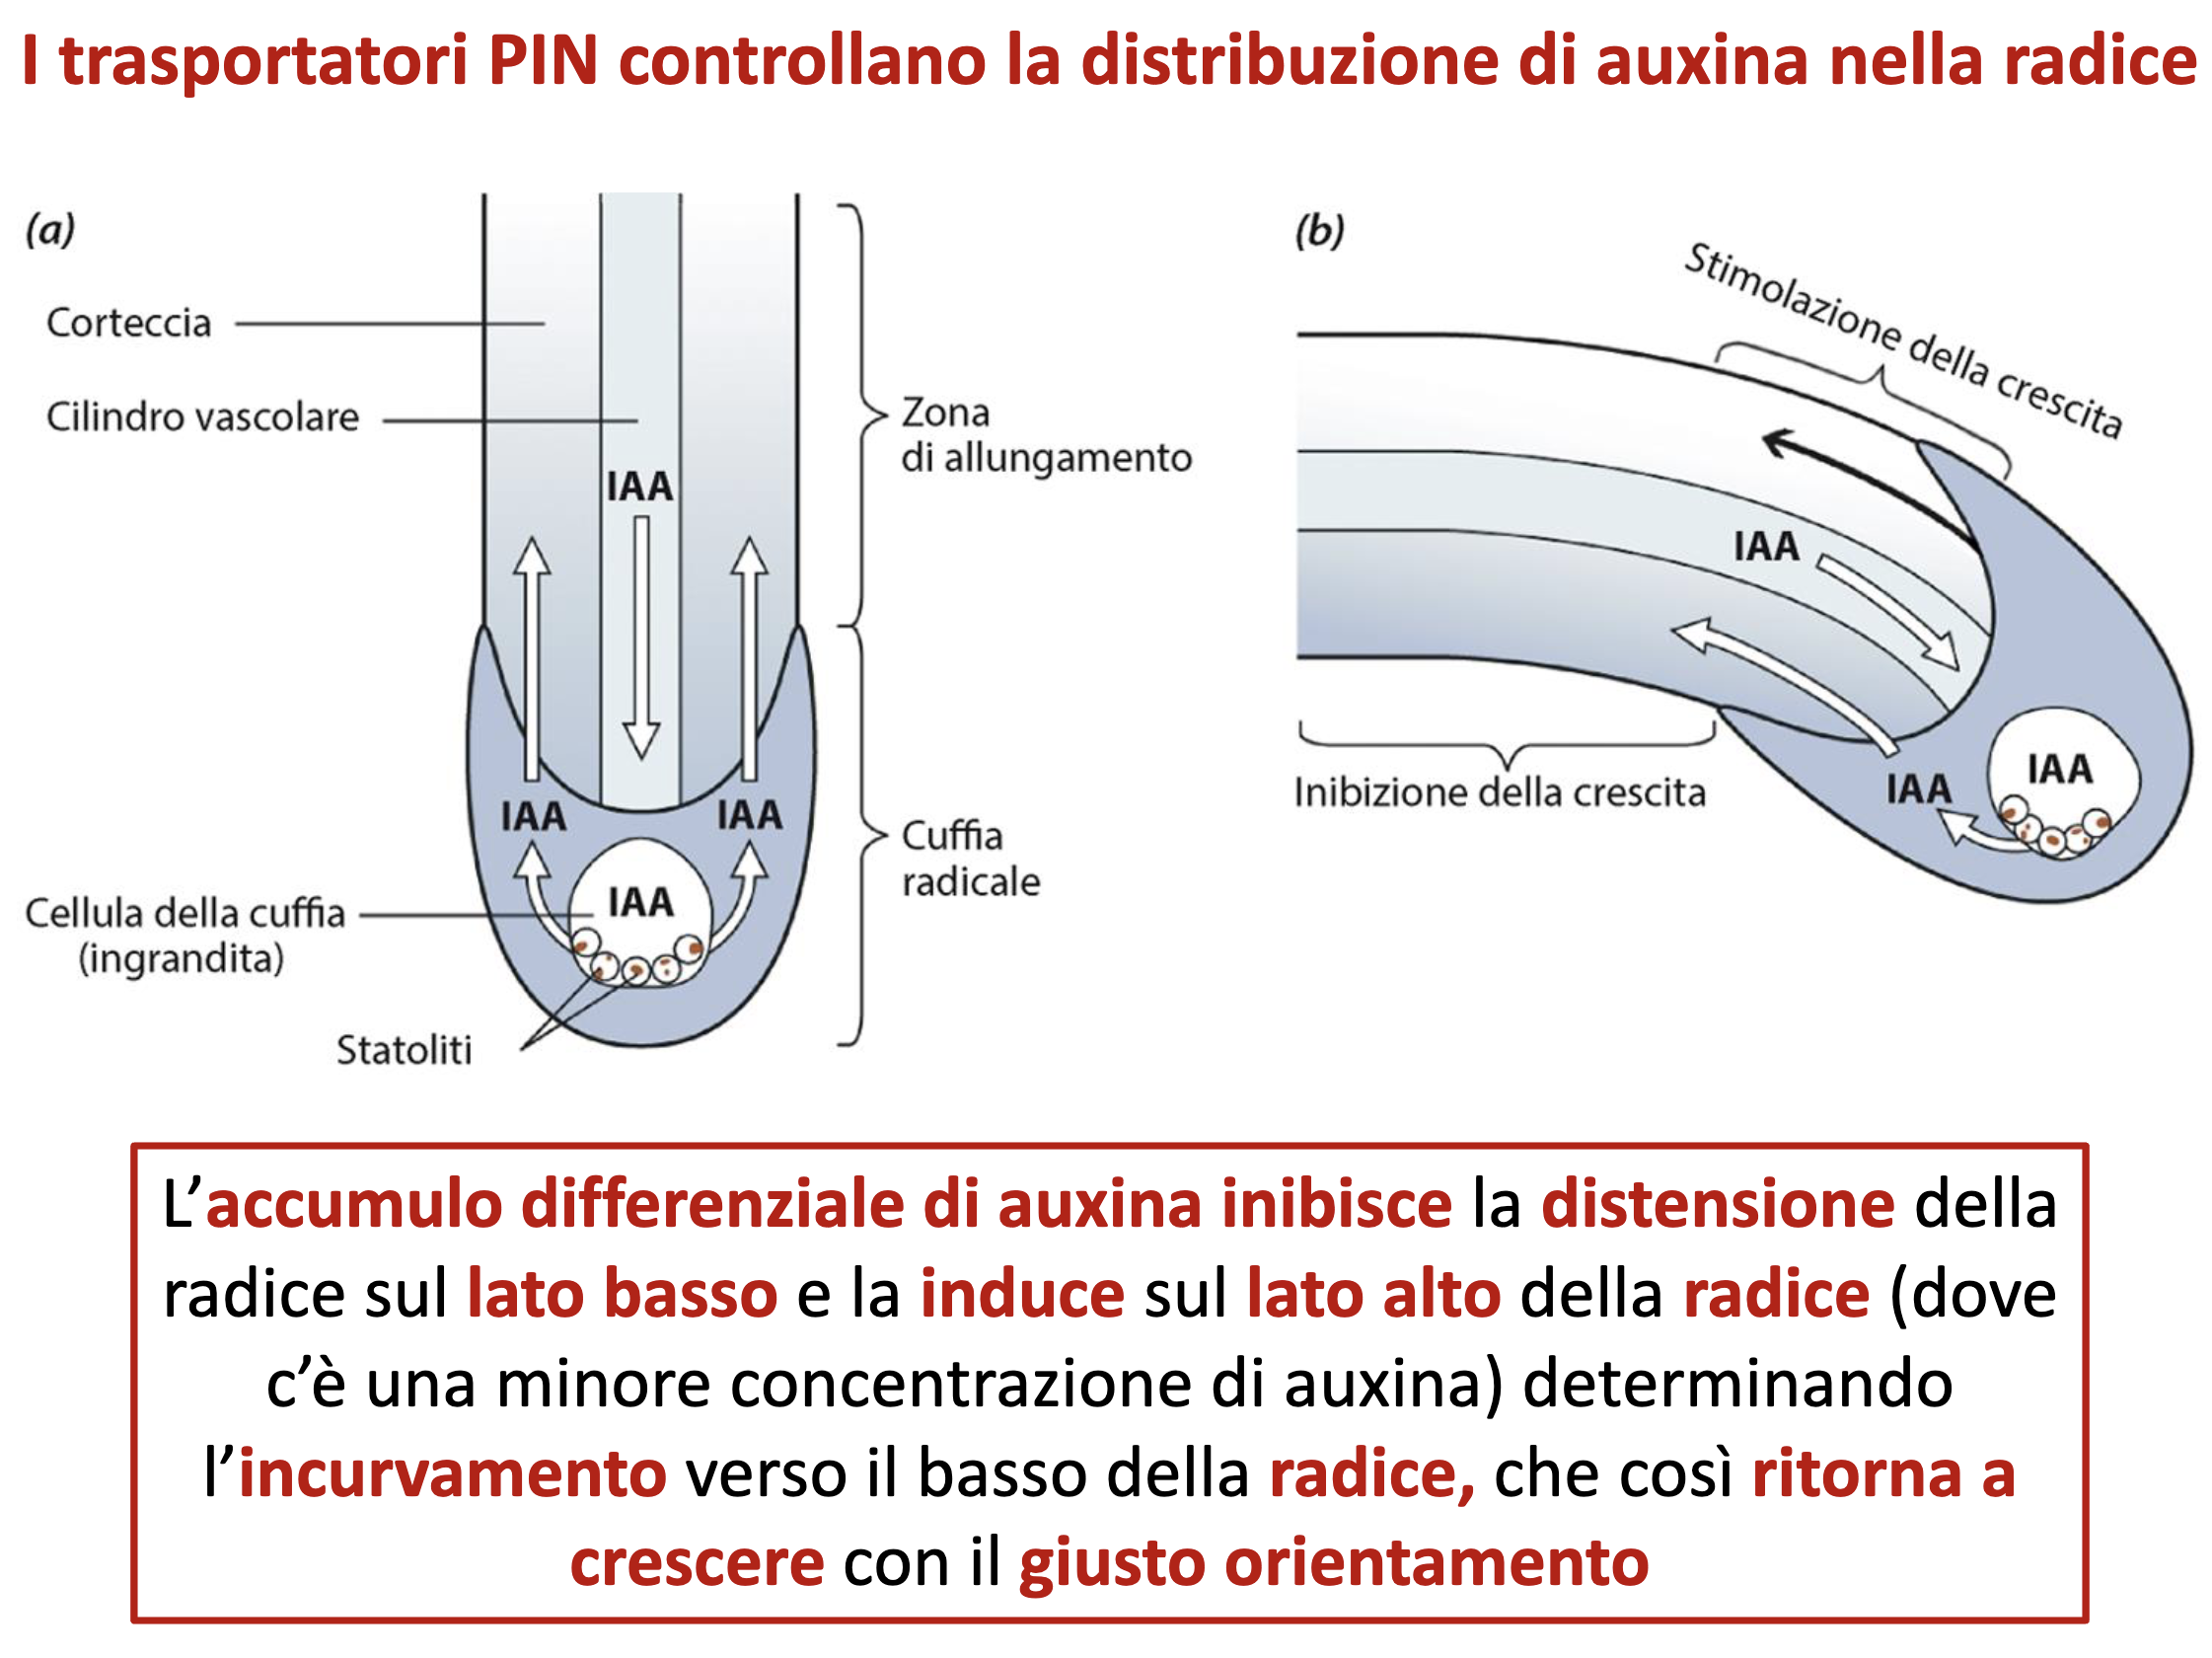 I trasportatori PIN controllano la distribuzione di auxina nella radice
(a)
Corteccia
Cilindro vascolare
IAA
Zona
di allungamento
IAA
IAA
Cuffia
radicale
Cellula della cuffia
(ingrandita)
IAA
Statoliti
(b)
Stimolazione della crescita
IAA
Inibizione della crescita
IAA
IAA
L’accumulo differenziale di auxina inibisce la distensione della
radice sul lato basso e la induce sul lato alto della radice (dove
c’è una minore concentrazione di auxina) determinando
l’incurvamento verso il basso della radice, che così ritorna a
crescere con il giusto orientamento